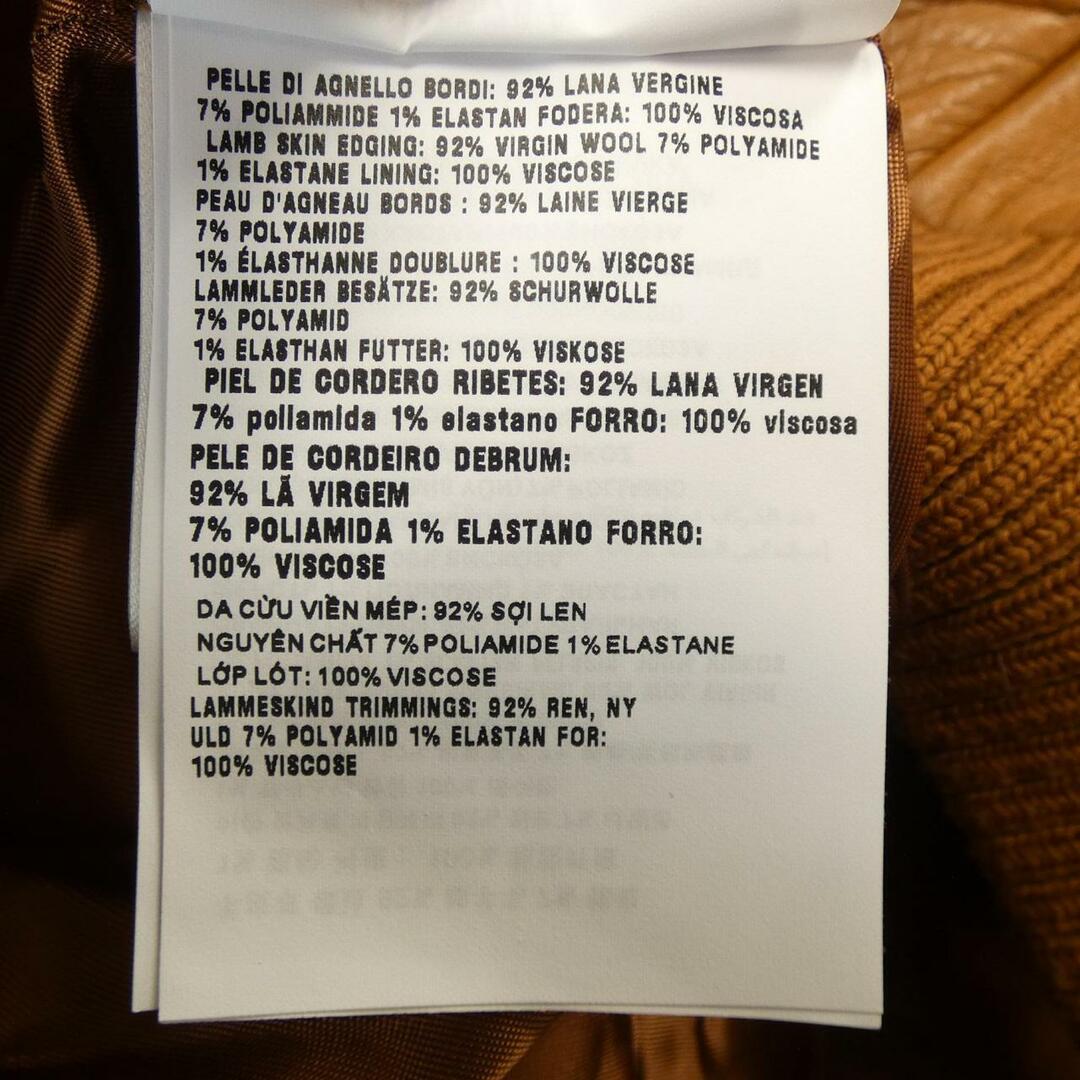 PELLE DI AGNELLO BORDI: 92% LANA VERGINE
7% POLIAMMIDE 1% ELASTAN FODERA: 100% VISCOSA
LAMB SKIN EDGING: 92% VIRGIN WOOL 7% POLYAMIDE
1% ELASTANE LINING: 100% VISCOSE
PEAU D'AGNEAU BORDS : 92% LAINE VIERGE
7% POLYAMIDE
1% ÉLASTHANNE DOUBLURE : 100% VISCOSE
LAMMLEDER BESÄTZE: 92% SCHURWOLLE
7% POLYAMID
1% ELASTHAN FUTTER: 100% VISKOSE
PIEL DE CORDERO RIBETES: 92% LANA VIRGEN
7% poliamida 1% elastano FORRO: 100% viscosa
PELE DE CORDEIRO DEBRUM:
92% LÃ VIRGEM
7% POLIAMIDA 1% ELASTANO FORRO:
100% VISCOSE
DA CỪU VIỀN MÉP: 92% SỢI LEN
NGUYÊN CHẤT 7% POLIAMIDE 1% ELASTANE
LỚP LÓT: 100% VISCOSE
LAMMESKIND TRIMMINGS: 92% REN, NY
ULD 7% POLYAMID 1% ELASTAN FOR:
100% VISCOSE